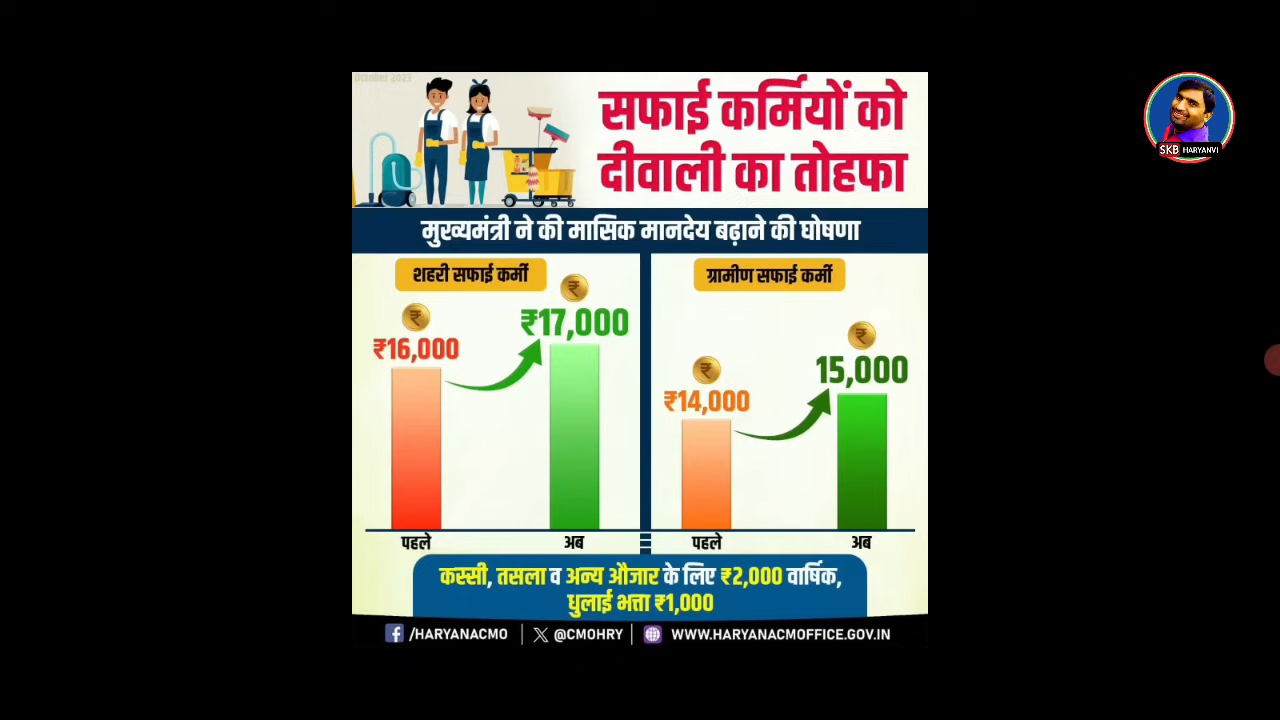 October 2023
सफाई कर्मियों को
दीवाली का तोहफा
मुख्यमंत्री ने की मासिक मानदेय बढ़ाने की घोषणा
शहरी सफाई कर्मी
₹16,000
₹17,000
पहले
अब
ग्रामीण सफाई कर्मी
₹14,000
15,000
पहले
अब
कस्सी, तसला व अन्य औजार के लिए ₹2,000 वार्षिक,
धुलाई भत्ता ₹1,000
/HARYANACMO | @CMOHRY | WWW.HARYANACMOFFICE.GOV.IN
SKB HARYANVI